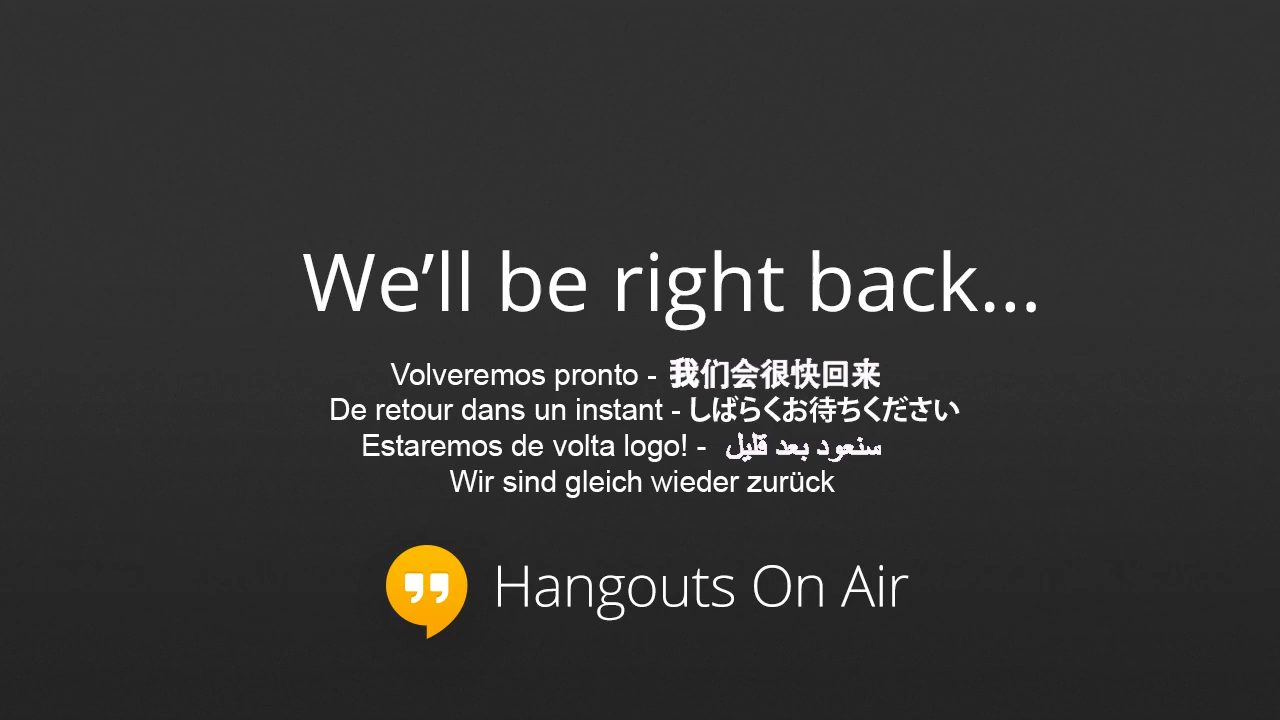 We’ll be right back...
Volveremos pronto - 我们会很快回来
De retour dans un instant - しばらくお待ちください
Estaremos de volta logo! - سنعود بعد قليل
Wir sind gleich wieder zurück
Hangouts On Air